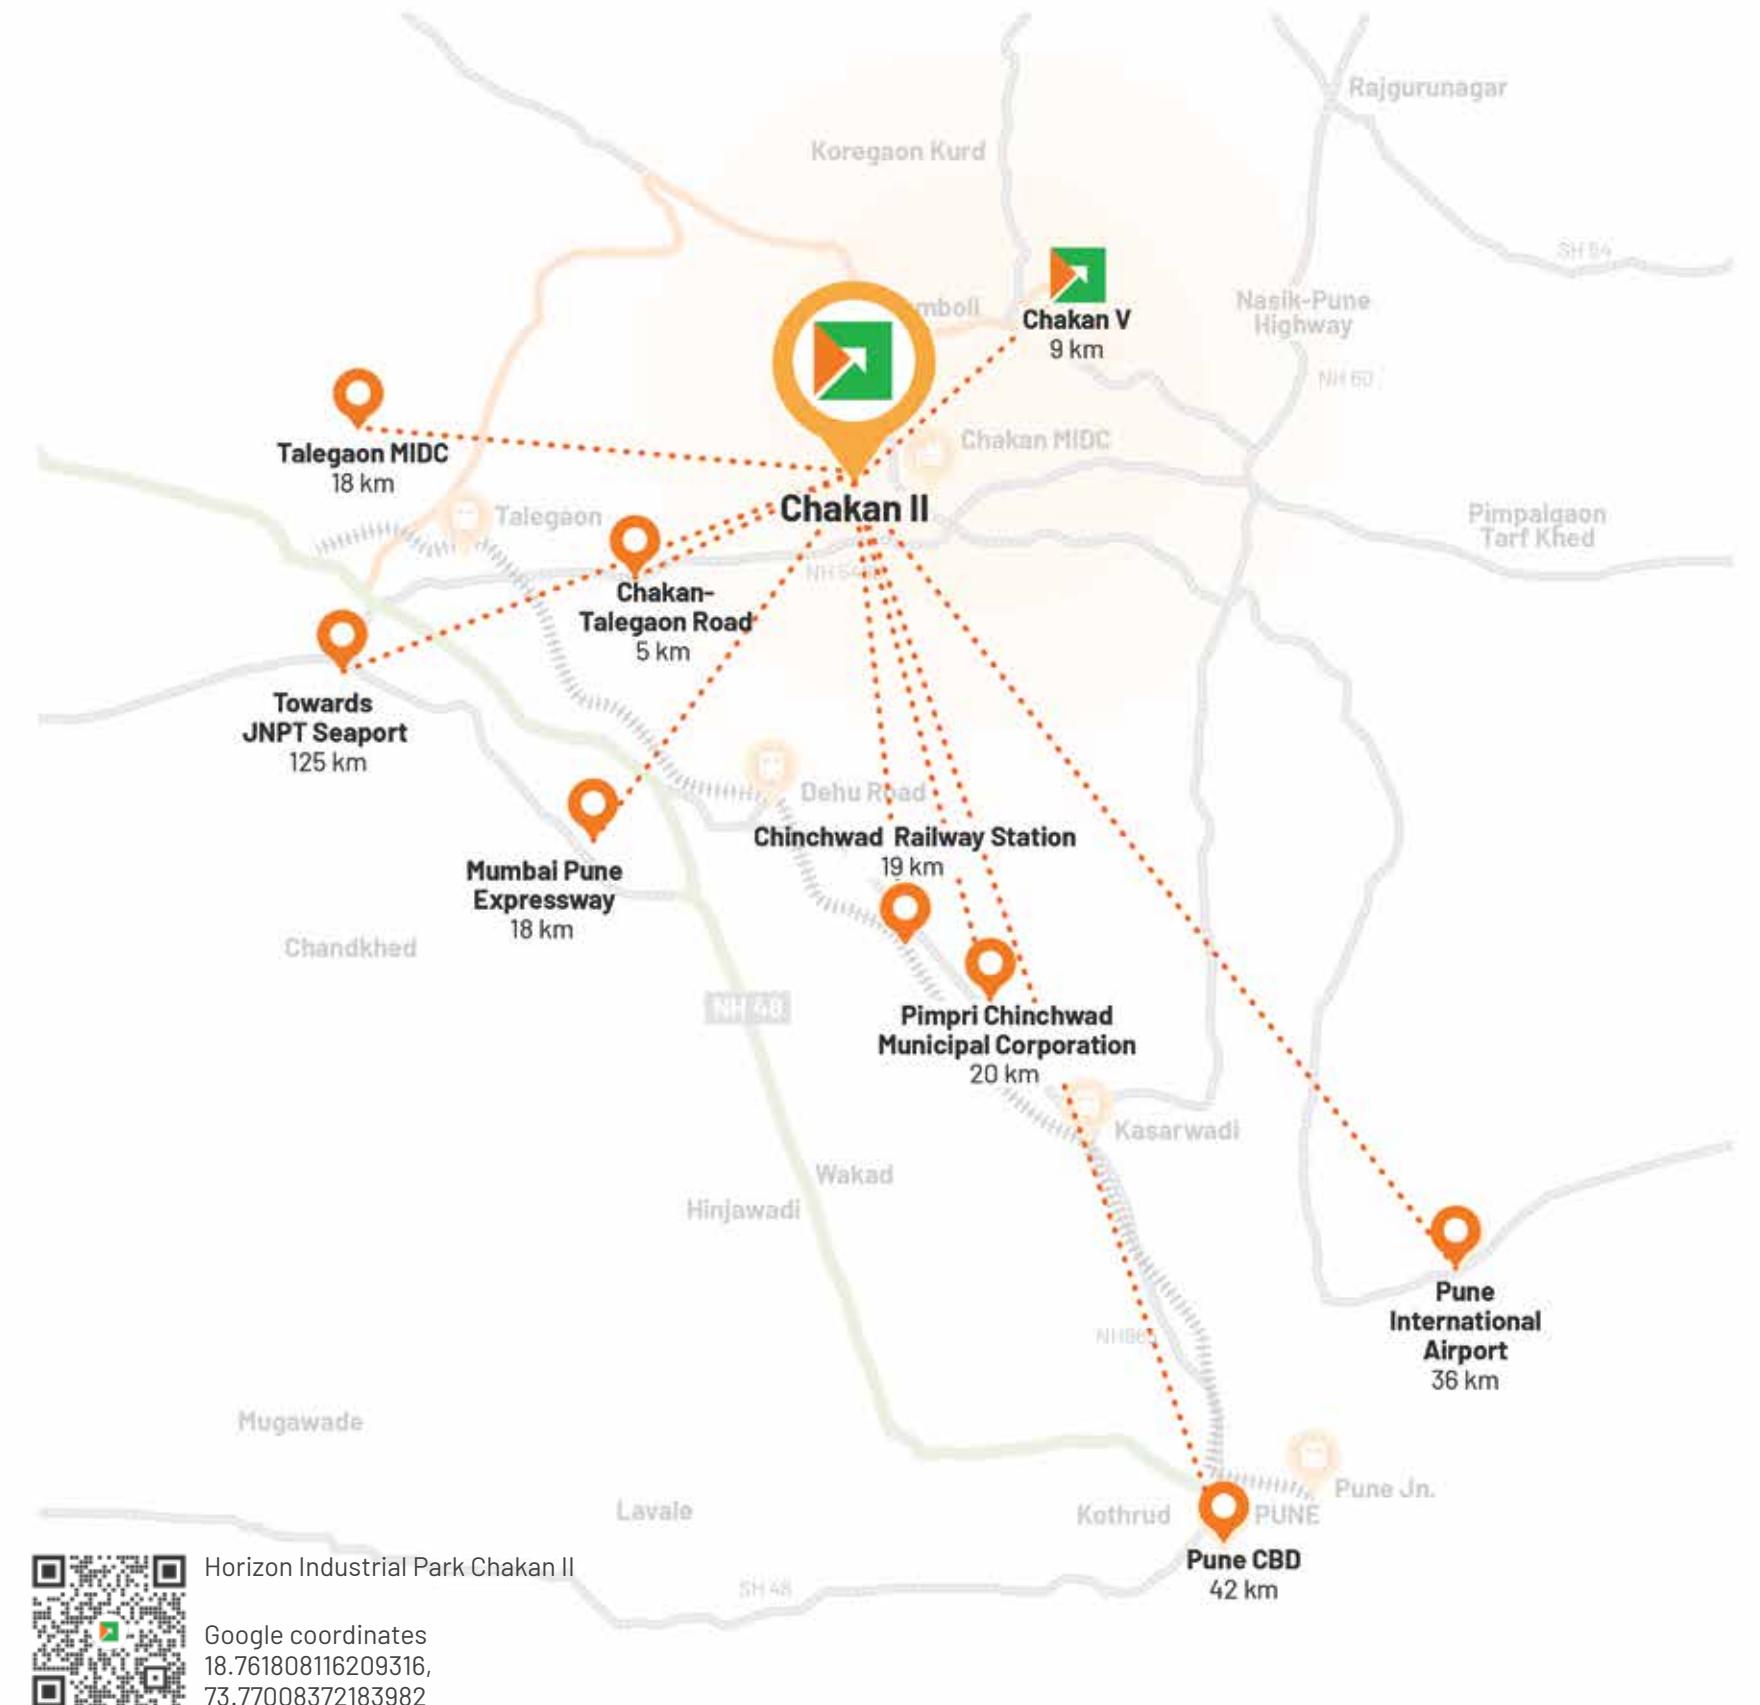 Rajgurunagar
Koregaon Kurd
SH 54
mboli
Chakan V
9 km
Nasik-Pune
Highway
NH 60
Talegaon MIDC
18 km
Chakan MIDC
Chakan II
Talegaon
Pimpalgaon
Tarf Khed
Chakan-
Talegaon Road
5 km
Towards
JNPT Seaport
125 km
Dehu Road
Chinchwad Railway Station
19 km
Mumbai Pune
Expressway
18 km
Chandkhed
NH 48
Pimpri Chinchwad
Municipal Corporation
20 km
Kasarwadi
Wakad
Hinjawadi
Pune
International
Airport
36 km
Mugawade
Pune Jn.
Lavale
Kothrud
PUNE
Pune CBD
42 km
SH 48
Horizon Industrial Park Chakan II
Google coordinates
18.761808116209316,
73.77008372183982